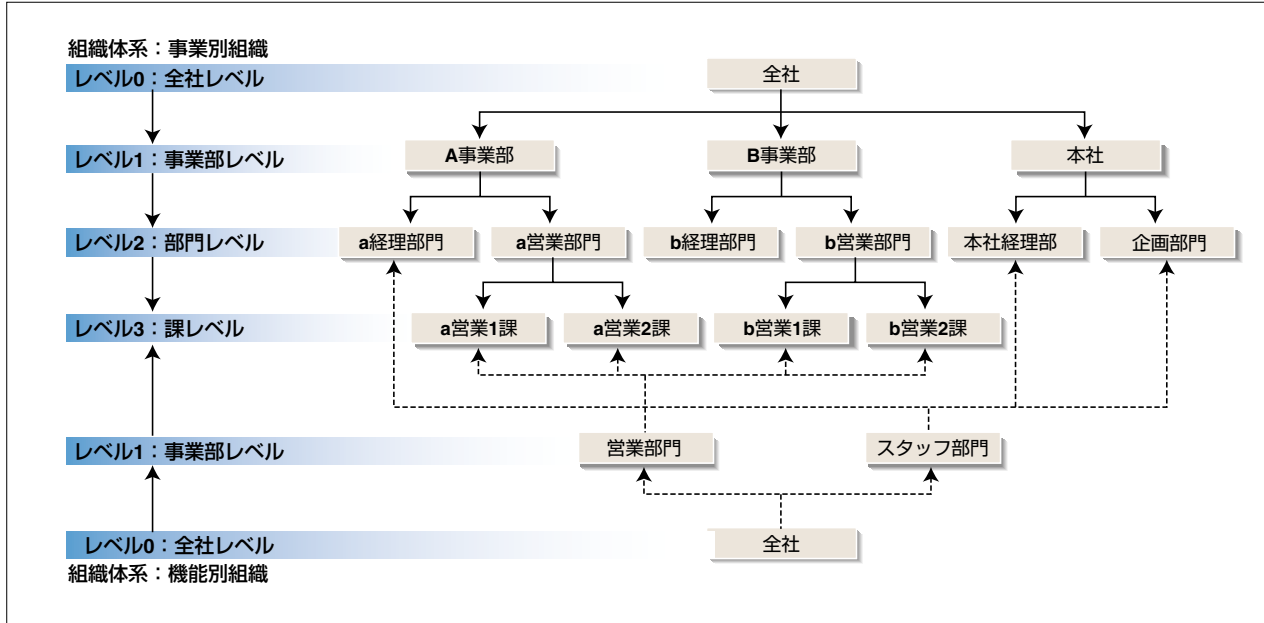 組織体系：事業別組織
レベル0：全社レベル
全社
レベル1：事業部レベル
A事業部
B事業部
本社
レベル2：部門レベル
a経理部門
a営業部門
b経理部門
b営業部門
本社経理部
企画部門
レベル3：課レベル
a営業1課
a営業2課
b営業1課
b営業2課
レベル1：事業部レベル
営業部門
スタッフ部門
レベル0：全社レベル
全社
組織体系：機能別組織